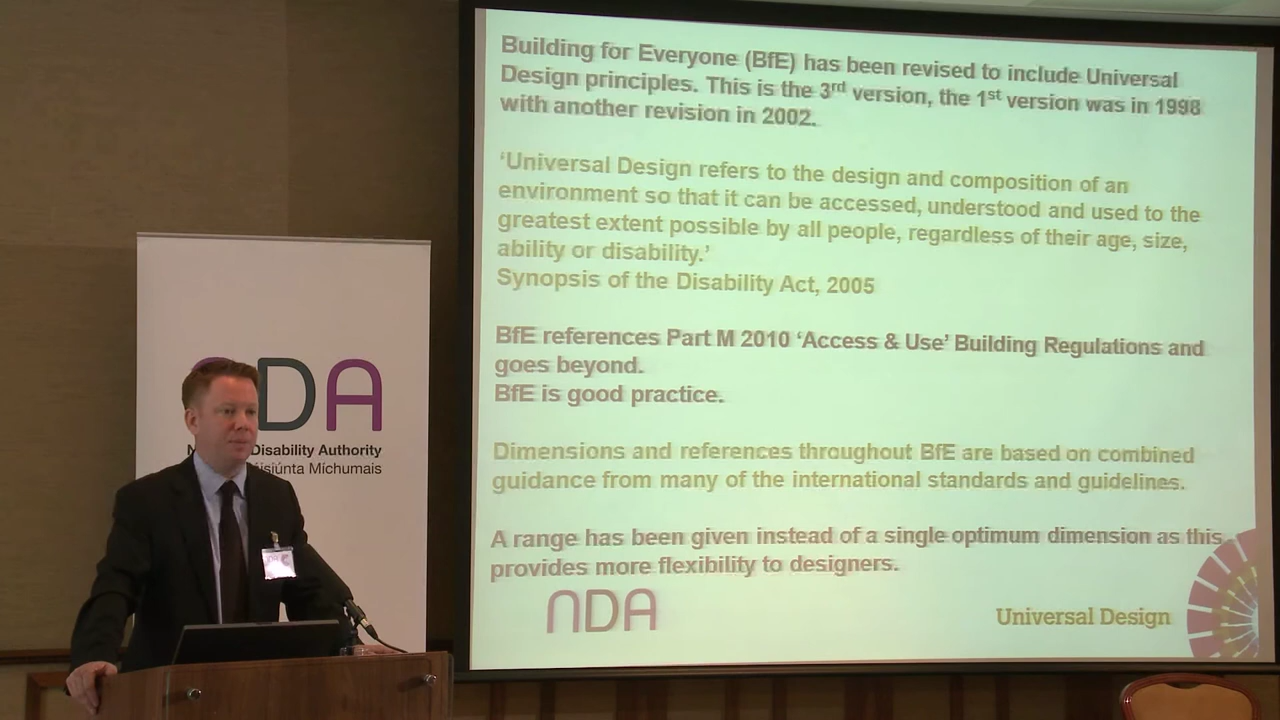 Building for Everyone (BfE) has been revised to include Universal
Design principles. This is the 3rd version, the 1st version was in 1998
with another revision in 2002.
‘Universal Design refers to the design and composition of an
environment so that it can be accessed, understood and used to the
greatest extent possible by all people, regardless of their age, size,
ability or disability.’
Synopsis of the Disability Act, 2005
BfE references Part M 2010 ‘Access & Use’ Building Regulations and
goes beyond.
BfE is good practice.
Dimensions and references throughout BfE are based on combined
guidance from many of the international standards and guidelines.
A range has been given instead of a single optimum dimension as this
provides more flexibility to designers.
NDA
Universal Design
DA
Disability Authority
Míchumais